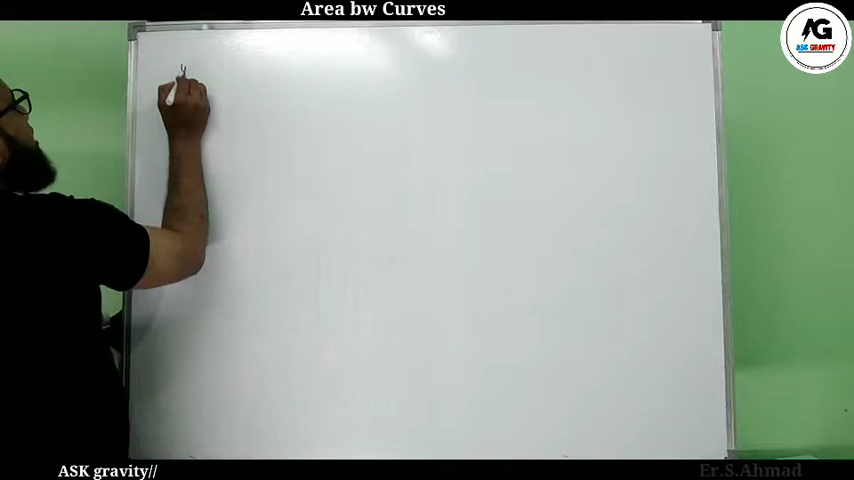 Area bw Curves
AG
ASK GRAVITY
y
ASK gravity//
Er.S.Ahmad